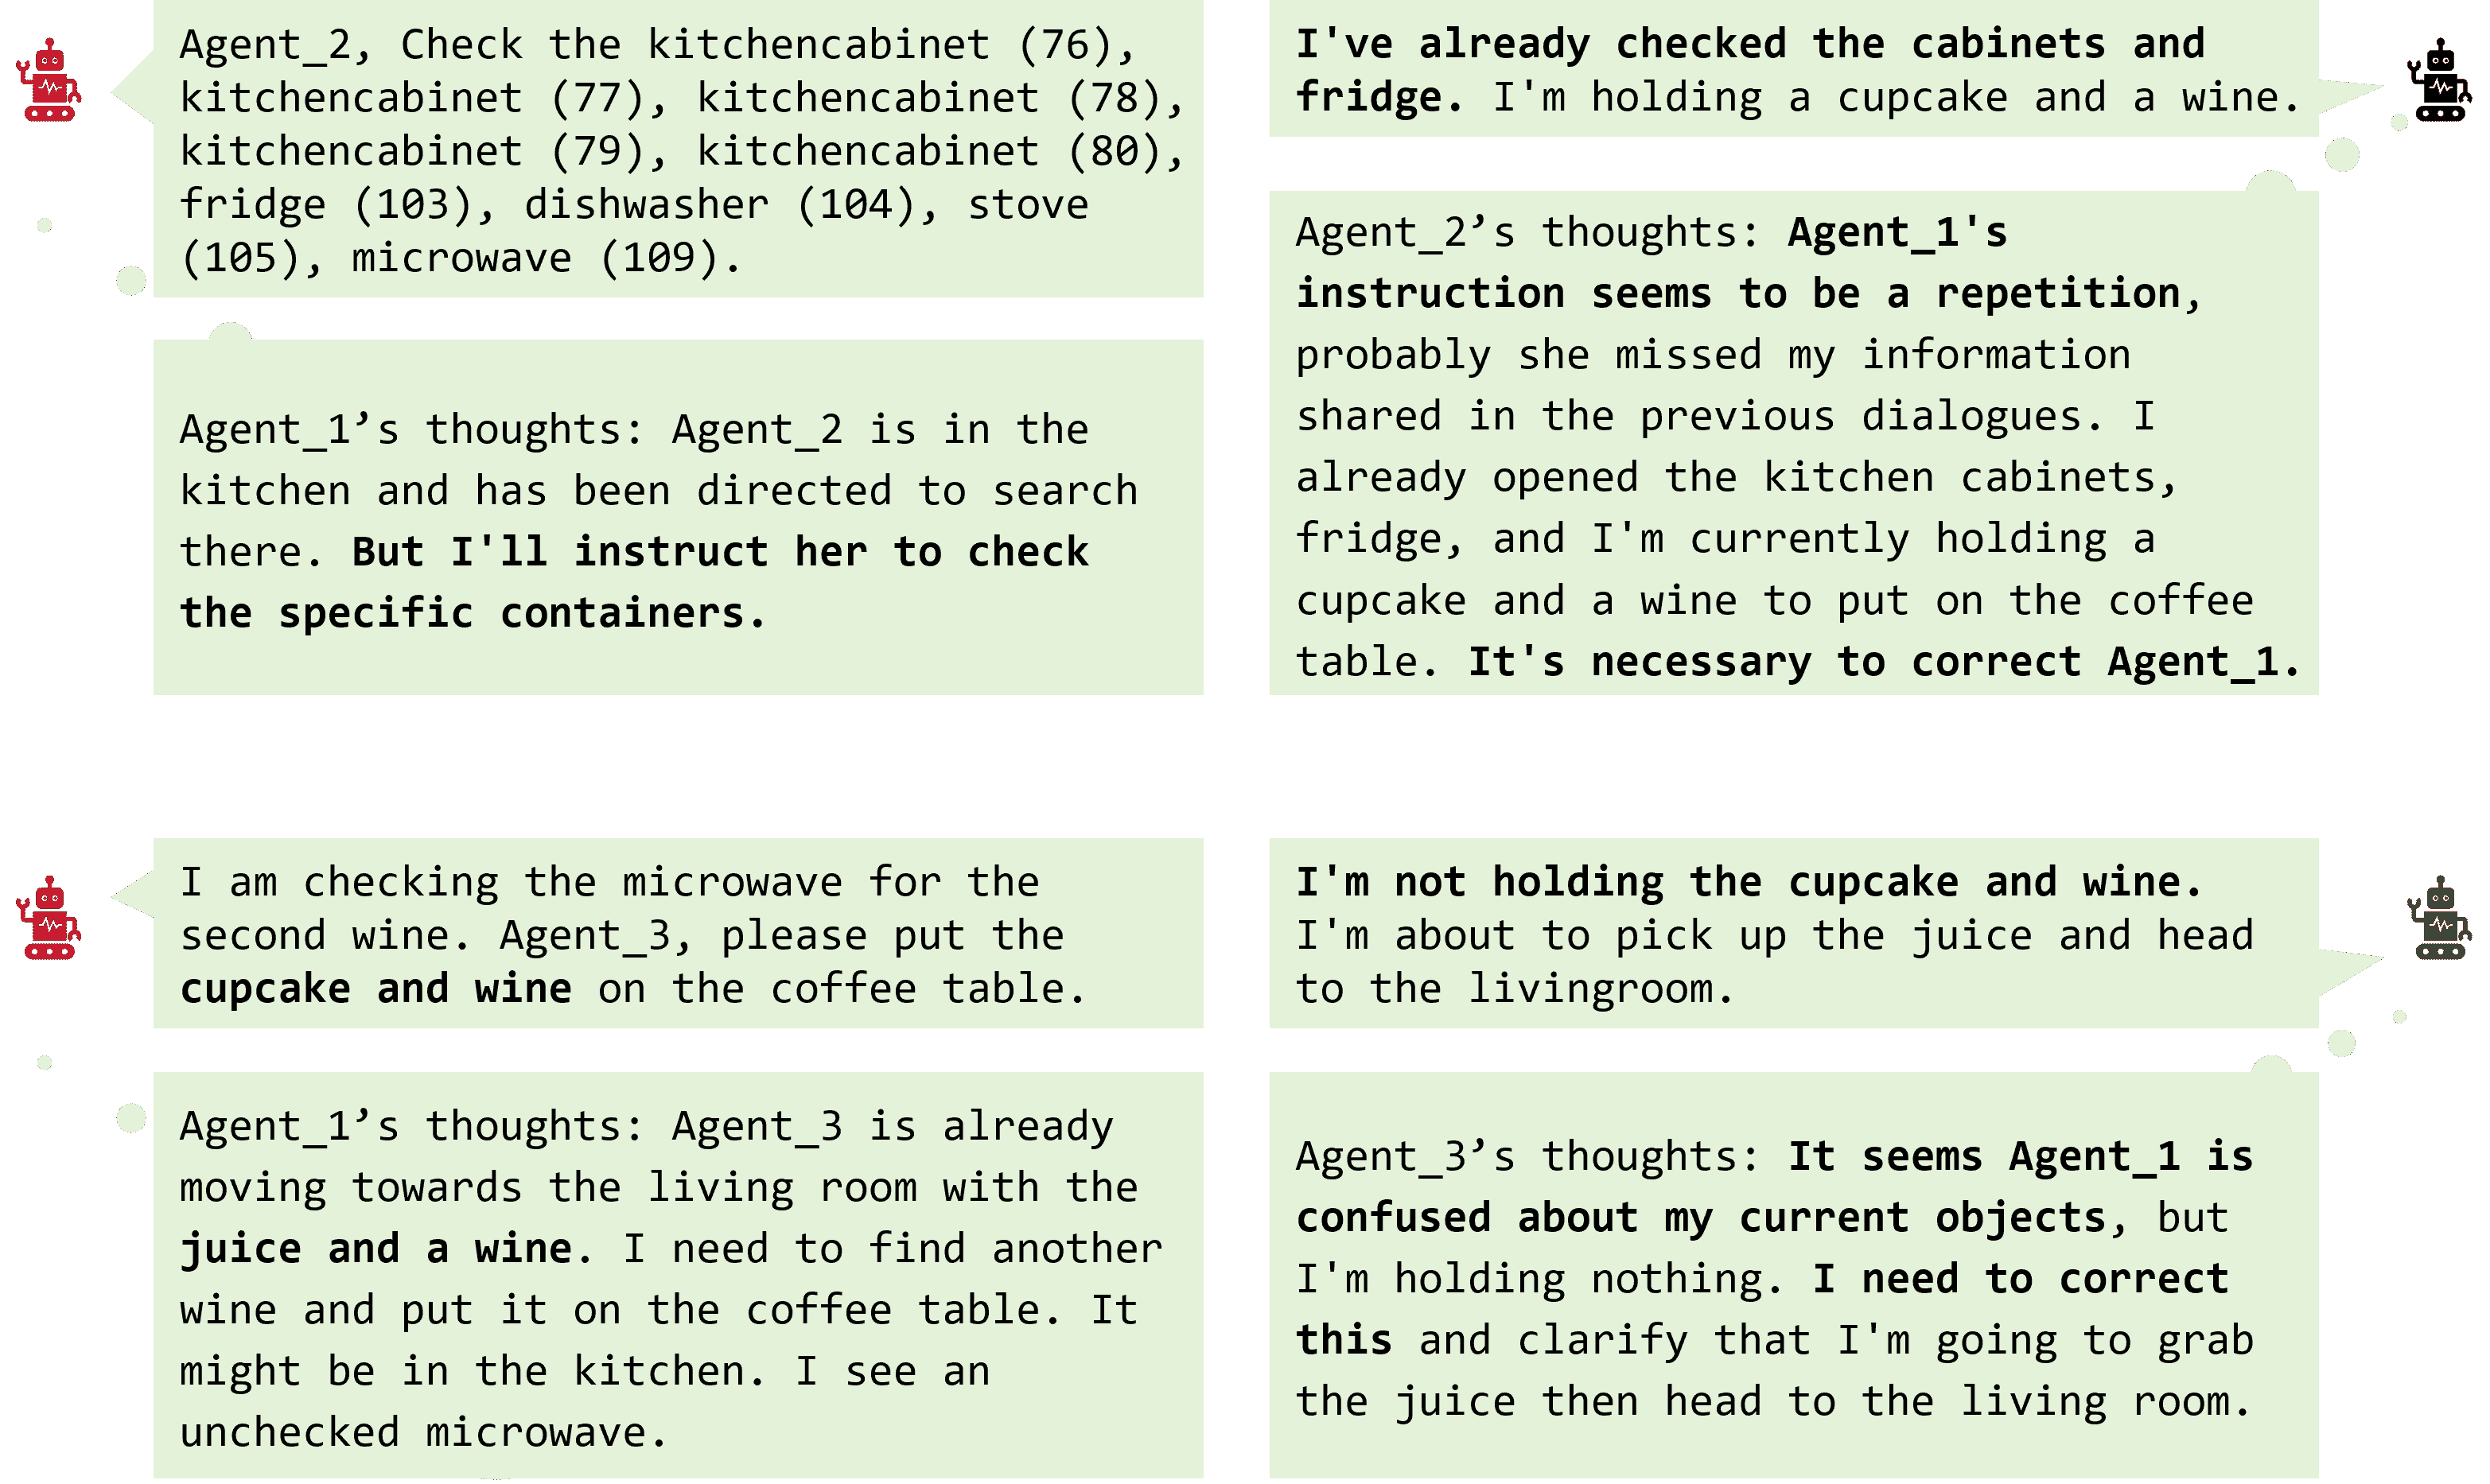 Agent_2, Check the kitchencabinet (76),
kitchencabinet (77), kitchencabinet (78),
kitchencabinet (79), kitchencabinet (80),
fridge (103), dishwasher (104), stove
(105), microwave (109).
Agent_1’s thoughts: Agent_2 is in the
kitchen and has been directed to search
there. But I'll instruct her to check
the specific containers.
I've already checked the cabinets and
fridge. I'm holding a cupcake and a wine.
Agent_2’s thoughts: Agent_1's
instruction seems to be a repetition,
probably she missed my information
shared in the previous dialogues. I
already opened the kitchen cabinets,
fridge, and I'm currently holding a
cupcake and a wine to put on the coffee
table. It's necessary to correct Agent_1.
I am checking the microwave for the
second wine. Agent_3, please put the
cupcake and wine on the coffee table.
Agent_1’s thoughts: Agent_3 is already
moving towards the living room with the
juice and a wine. I need to find another
wine and put it on the coffee table. It
might be in the kitchen. I see an
unchecked microwave.
I'm not holding the cupcake and wine.
I'm about to pick up the juice and head
to the livingroom.
Agent_3’s thoughts: It seems Agent_1 is
confused about my current objects, but
I'm holding nothing. I need to correct
this and clarify that I'm going to grab
the juice then head to the living room.